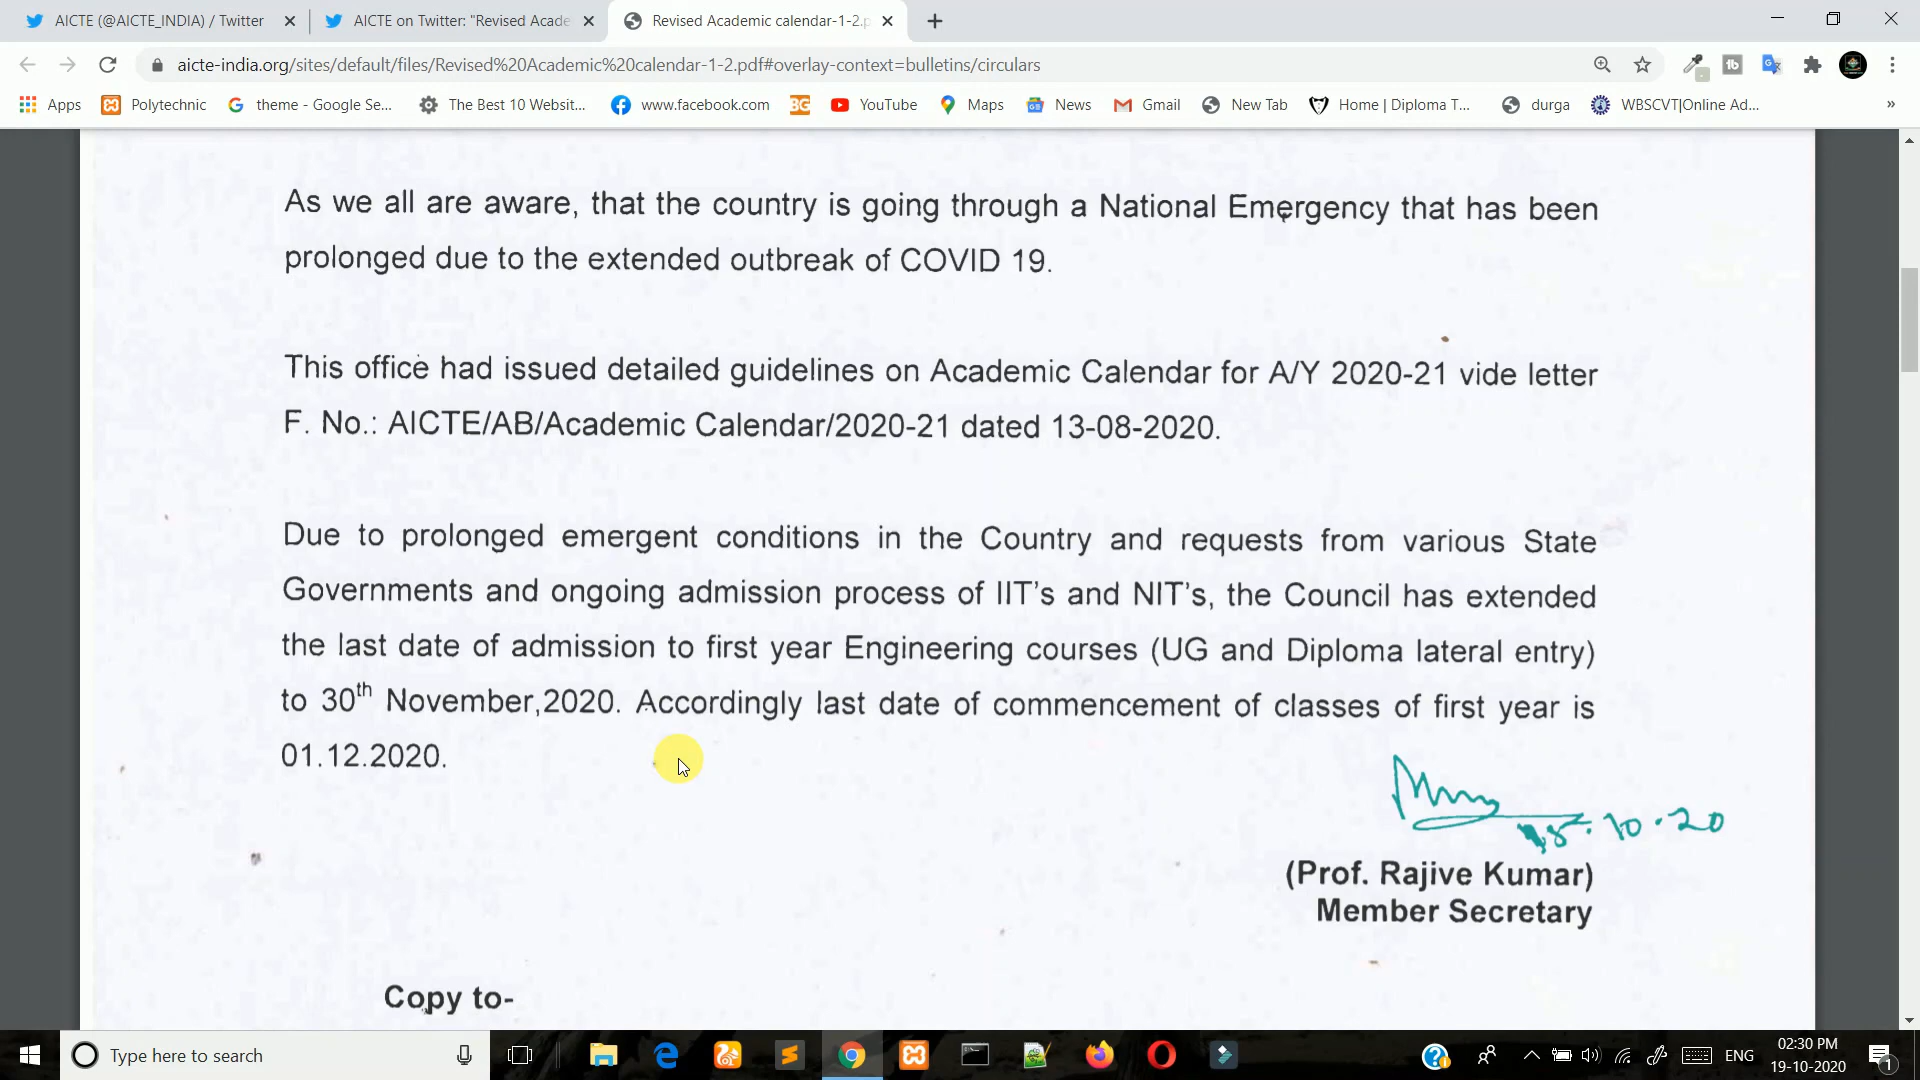 AICTE (@AICTE_INDIA) / Twitter
AICTE on Twitter: "Revised Acade
Revised Academic calendar-1-2.p
aicte-india.org/sites/default/files/Revised%20Academic%20calendar-1-2.pdf#overlay-context=bulletins/circulars
Apps Polytechnic theme - Google Se... The Best 10 Websit... www.facebook.com BG YouTube Maps News Gmail New Tab Home | Diploma T... durga WBSCVT|Online Ad... »
As we all are aware, that the country is going through a National Emergency that has been
prolonged due to the extended outbreak of COVID 19.
This office had issued detailed guidelines on Academic Calendar for A/Y 2020-21 vide letter
F. No.: AICTE/AB/Academic Calendar/2020-21 dated 13-08-2020.
Due to prolonged emergent conditions in the Country and requests from various State
Governments and ongoing admission process of IIT's and NIT's, the Council has extended
the last date of admission to first year Engineering courses (UG and Diploma lateral entry)
to 30th November,2020. Accordingly last date of commencement of classes of first year is
01.12.2020.
(Prof. Rajive Kumar)
Member Secretary
Copy to-
Type here to search
ENG
02:30 PM
19-10-2020
1